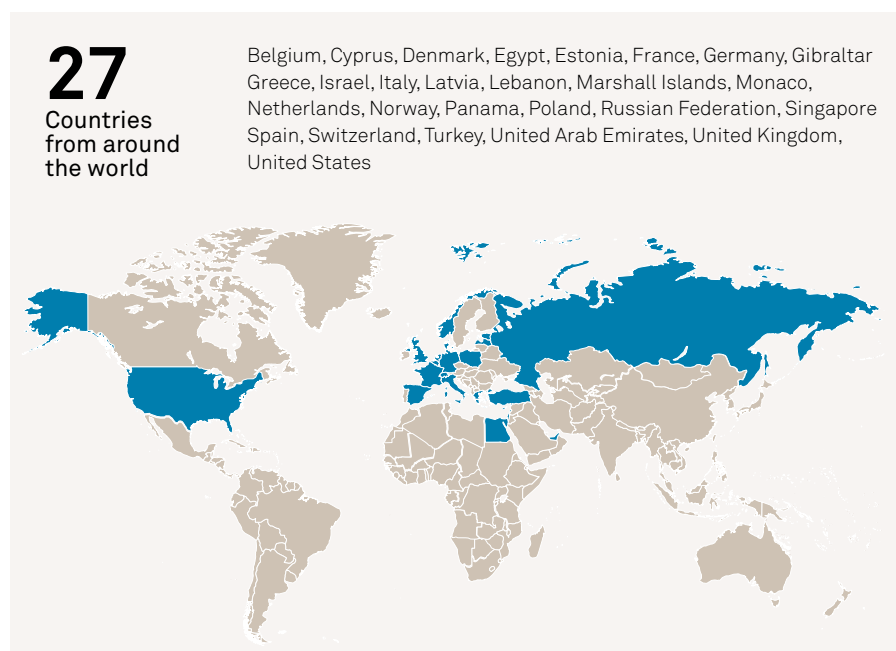 27
Countries
from around
the world
Belgium, Cyprus, Denmark, Egypt, Estonia, France, Germany, Gibraltar
Greece, Israel, Italy, Latvia, Lebanon, Marshall Islands, Monaco,
Netherlands, Norway, Panama, Poland, Russian Federation, Singapore
Spain, Switzerland, Turkey, United Arab Emirates, United Kingdom,
United States